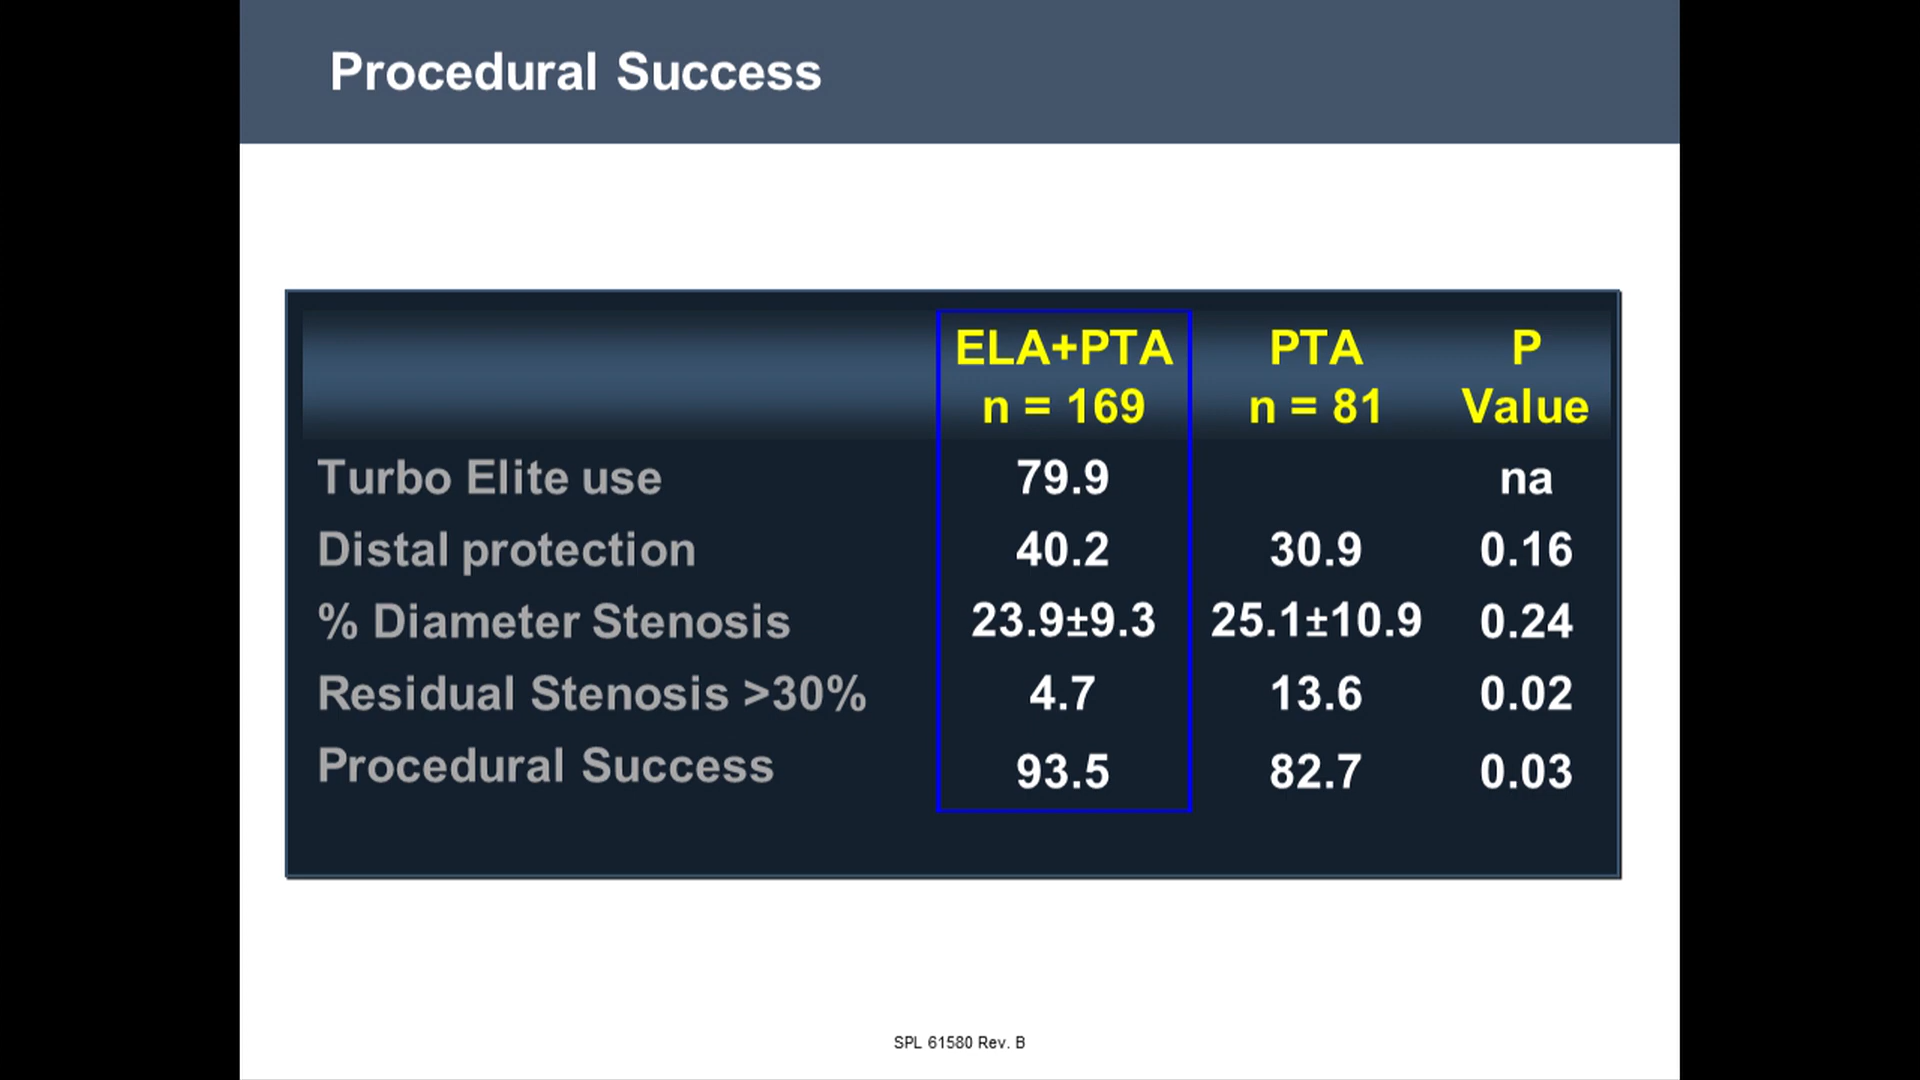 Procedural Success
ELA+PTA PTA P
n = 169 n = 81 Value
Turbo Elite use 79.9 na
Distal protection 40.2 30.9 0.16
% Diameter Stenosis 23.9±9.3 25.1±10.9 0.24
Residual Stenosis >30% 4.7 13.6 0.02
Procedural Success 93.5 82.7 0.03
SPL 61580 Rev. B